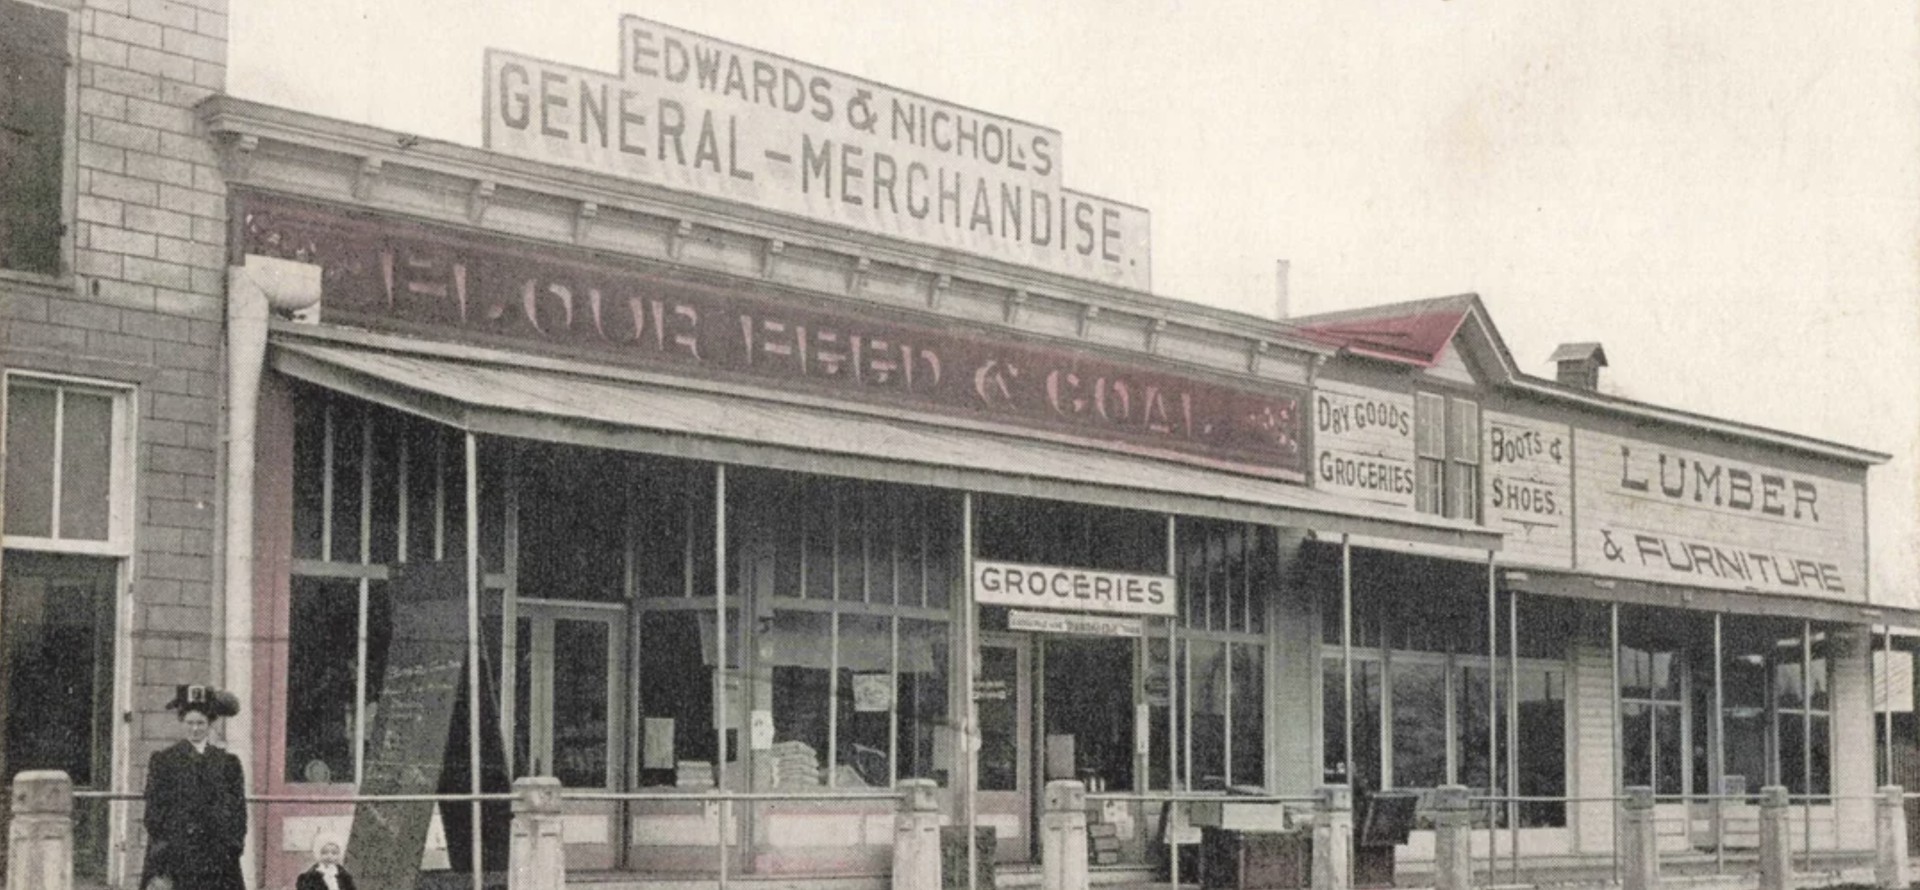 EDWARDS & NICHOLS
GENERAL - MERCHANDISE.
FLOUR FEED & COAL
DRY GOODS
GROCERIES
BOOTS &
SHOES.
LUMBER
& FURNITURE
GROCERIES